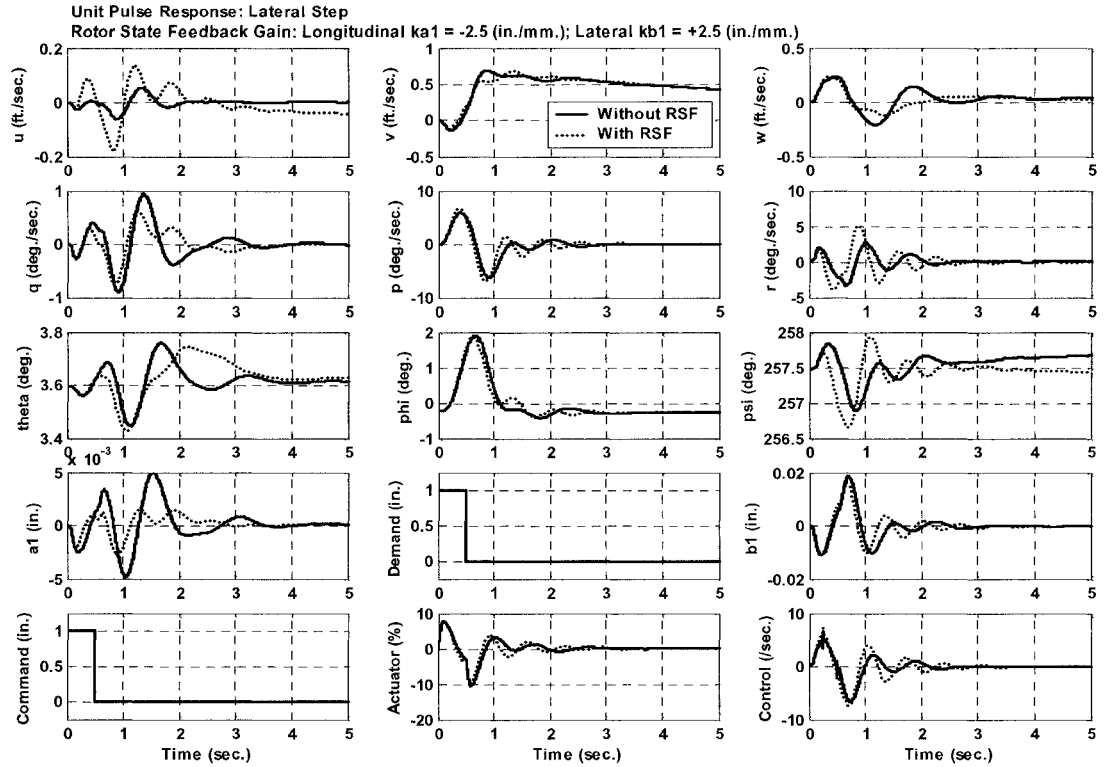 Unit Pulse Response: Lateral Step
Rotor State Feedback Gain: Longitudinal ka1 = -2.5 (in./mm.); Lateral kb1 = +2.5 (in./mm.)
u (ft./sec.)
0.2
0
-0.2
0 1 2 3 4 5
v (ft./sec.)
1
0.5
0
-0.5
0 1 2 3 4 5
Without RSF
With RSF
w (ft./sec.)
0.5
0
-0.5
0 1 2 3 4 5
q (deg./sec.)
1
0
-1
0 1 2 3 4 5
p (deg./sec.)
10
0
-10
0 1 2 3 4 5
r (deg./sec.)
10
5
0
-5
0 1 2 3 4 5
theta (deg.)
3.8
3.6
3.4
0 1 2 3 4 5
phi (deg.)
2
1
0
-1
0 1 2 3 4 5
psi (deg.)
258
257.5
257
256.5
0 1 2 3 4 5
x 10^-3
a1 (in.)
5
0
-5
0 1 2 3 4 5
Demand (in.)
1
0.5
0
0 1 2 3 4 5
b1 (in.)
0.02
0
-0.02
0 1 2 3 4 5
Command (in.)
1
0.5
0
0 1 2 3 4 5
Time (sec.)
Actuator (%)
10
0
-10
-20
0 1 2 3 4 5
Time (sec.)
Control (/sec.)
10
0
-10
0 1 2 3 4 5
Time (sec.)